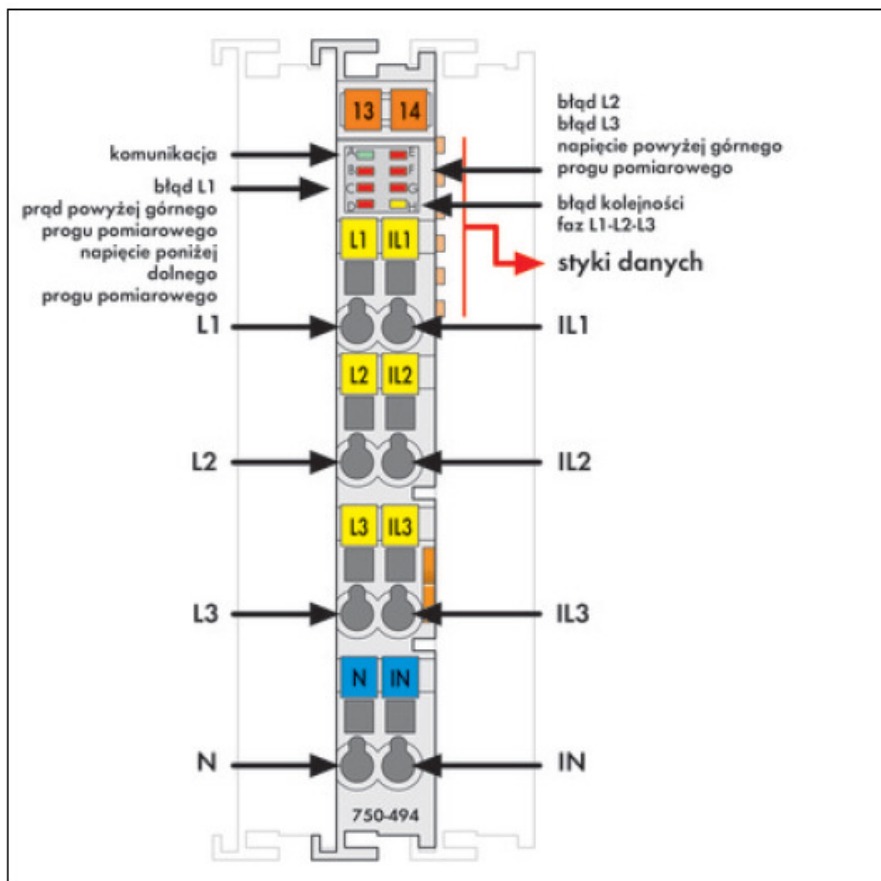 13 14
A E
B F
C G
D H
komunikacja
błąd L1
prąd powyżej górnego
progu pomiarowego
napięcie poniżej
dolnego
progu pomiarowego
błąd L2
błąd L3
napięcie powyżej górnego
progu pomiarowego
błąd kolejności
faz L1-L2-L3
styki danych
L1 IL1
L1 IL1
L2 IL2
L2 IL2
L3 IL3
L3 IL3
N IN
N IN
750-494